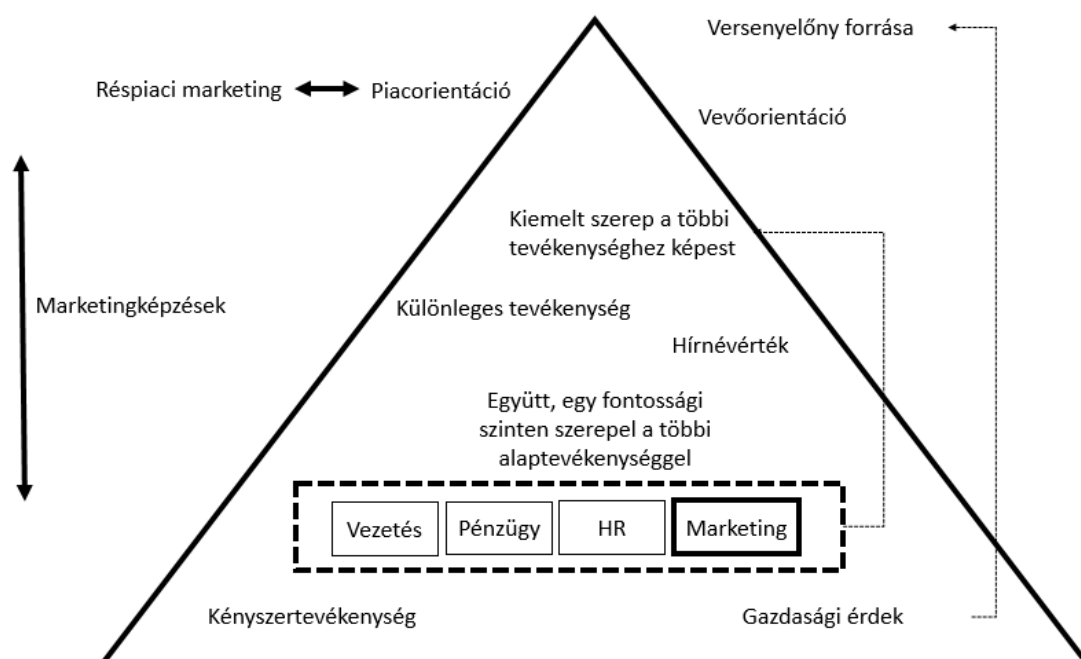 Versenyelőny forrása
Réspiaci marketing
Piacorientáció
Vevőorientáció
Kiemelt szerep a többi
tevékenységhez képest
Marketingképzések
Különleges tevékenység
Hírnévérték
Együtt, egy fontossági
szinten szerepel a többi
alaptevékenységgel
Vezetés
Pénzügy
HR
Marketing
Kényszertevékenység
Gazdasági érdek